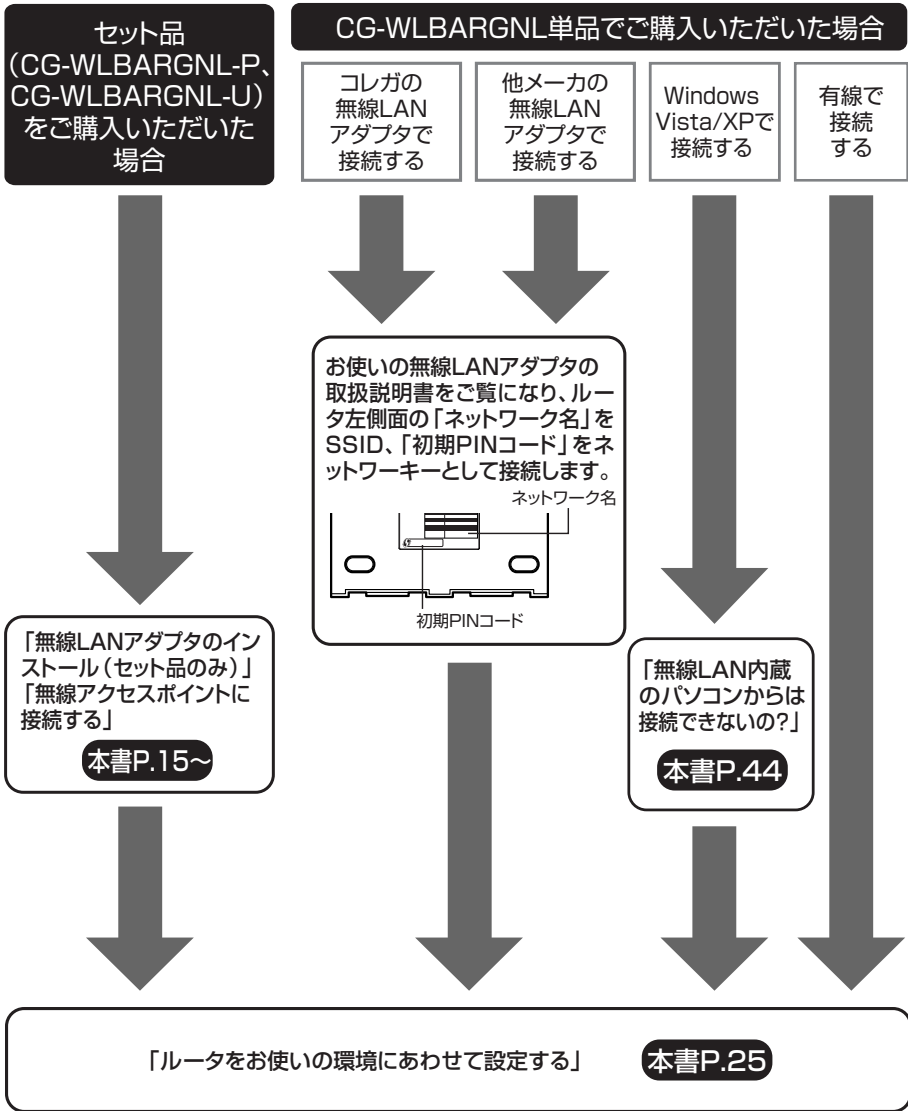 セット品
(CG-WLBARGNL-P、
CG-WLBARGNL-U)
をご購入いただいた
場合
CG-WLBARGNL単品でご購入いただいた場合
コレガの
無線LAN
アダプタで
接続する
他メーカの
無線LAN
アダプタで
接続する
Windows
Vista/XPで
接続する
有線で
接続
する
お使いの無線LANアダプタの
取扱説明書をご覧になり、ルー
タ左側面の「ネットワーク名」を
SSID、「初期PINコード」をネ
ットワーキーとして接続します。
ネットワーク名
初期PINコード
「無線LANアダプタのイン
ストール(セット品のみ)」
「無線アクセスポイントに
接続する」
本書P.15～
「無線LAN内蔵
のパソコンからは
接続できないの?」
本書P.44
「ルータをお使いの環境にあわせて設定する」 本書P.25